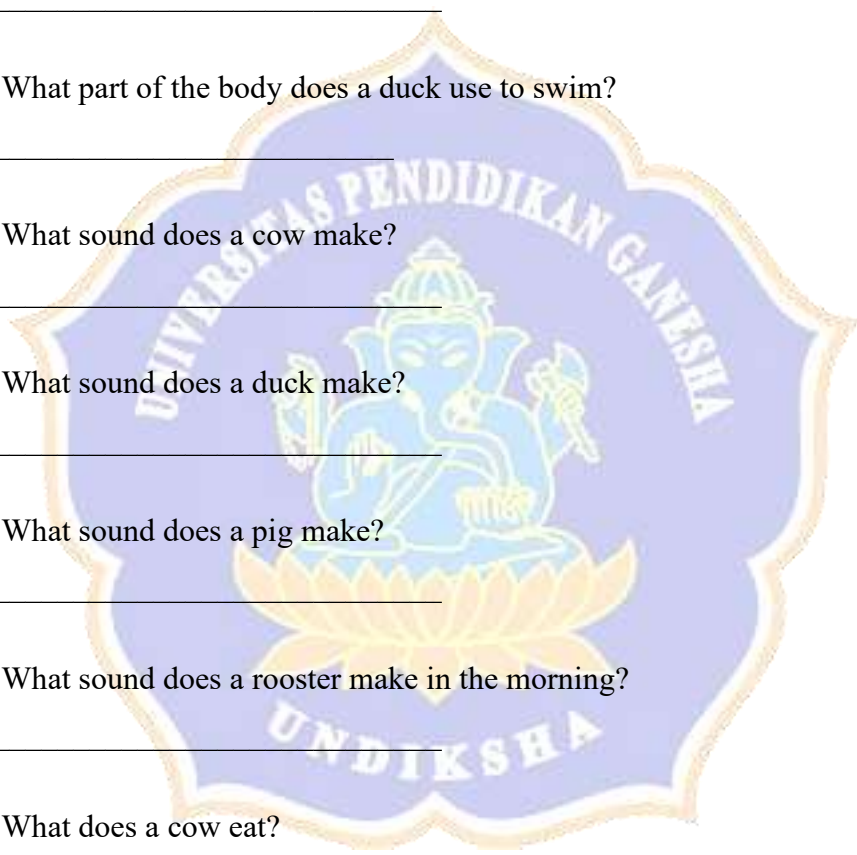 What part of the body does a duck use to swim?
UNIVERSITAS PENDIDIKAN GANESHA
What sound does a cow make?
What sound does a duck make?
What sound does a pig make?
What sound does a rooster make in the morning?
UNDIKSHA
What does a cow eat?